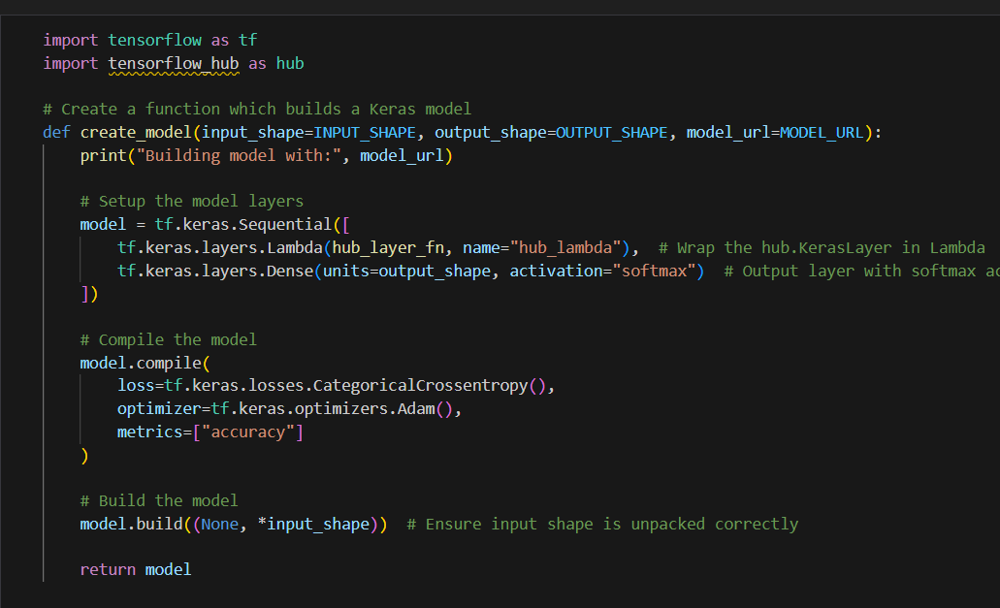 import tensorflow as tf
import tensorflow_hub as hub
# Create a function which builds a Keras model
def create_model(input_shape=INPUT_SHAPE, output_shape=OUTPUT_SHAPE, model_url=MODEL_URL):
    print("Building model with:", model_url)
    # Setup the model layers
    model = tf.keras.Sequential([
        tf.keras.layers.Lambda(hub_layer_fn, name="hub_lambda"),  # Wrap the hub.KerasLayer in Lambda
        tf.keras.layers.Dense(units=output_shape, activation="softmax")  # Output layer with softmax
    ])
    # Compile the model
    model.compile(
        loss=tf.keras.losses.CategoricalCrossentropy(),
        optimizer=tf.keras.optimizers.Adam(),
        metrics=["accuracy"]
    )
    # Build the model
    model.build((None, *input_shape))  # Ensure input shape is unpacked correctly
    return model